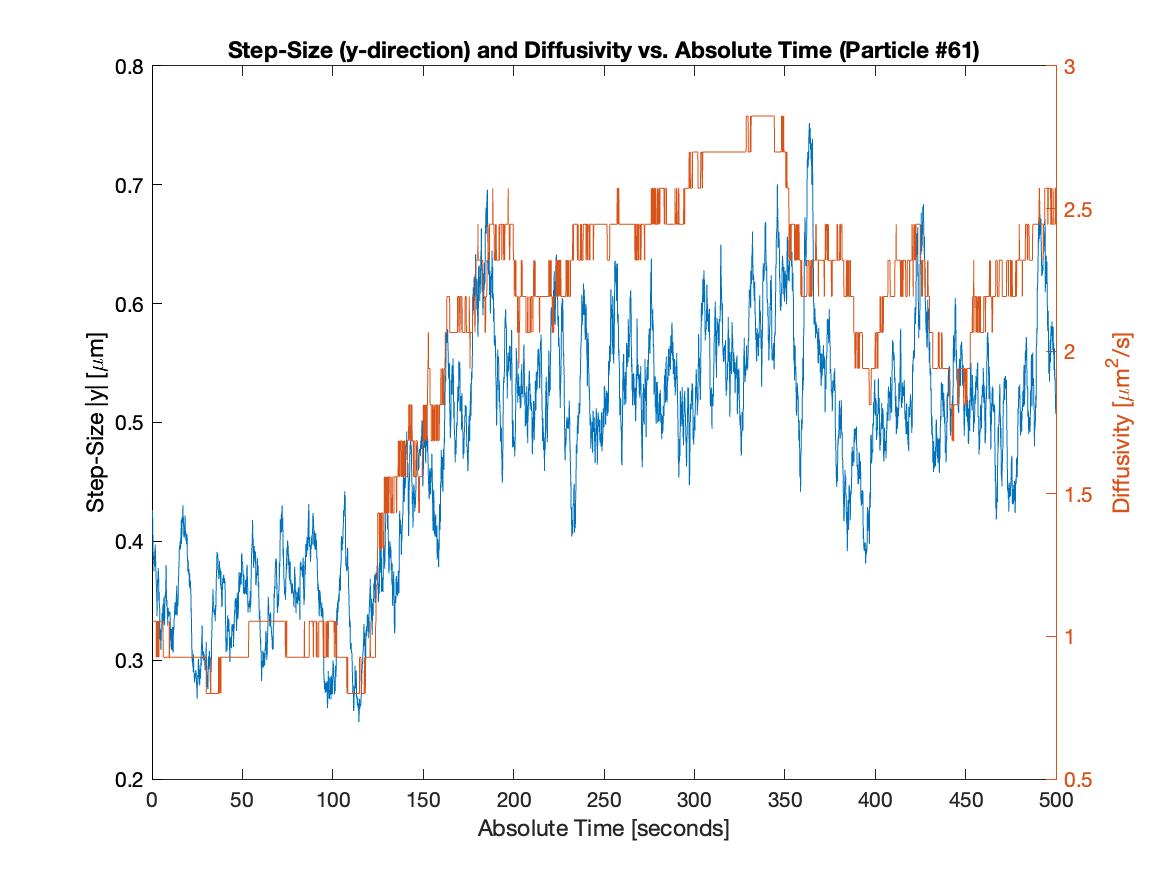 Step-Size (y-direction) and Diffusivity vs. Absolute Time (Particle #61)
0.8
0.7
0.6
0.5
0.4
0.3
0.2
Step-Size |y| [μm]
3
2.5
2
1.5
1
0.5
Diffusivity [μm²/s]
0 50 100 150 200 250 300 350 400 450 500
Absolute Time [seconds]